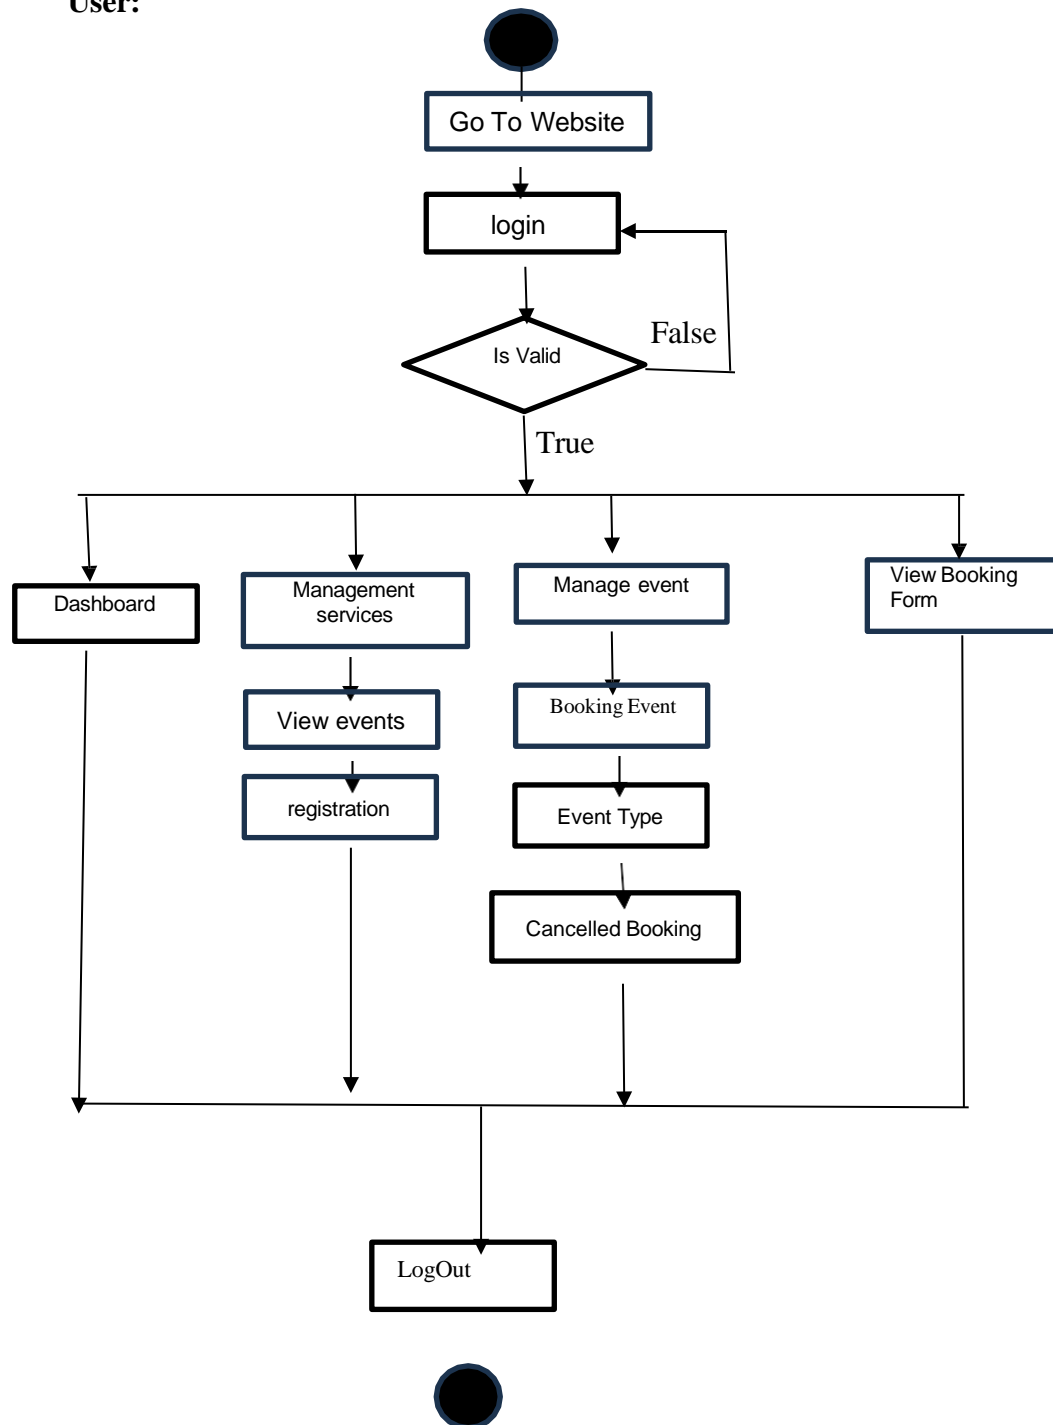 User:
Go To Website
login
Is Valid
False
True
Dashboard
Management
services
Manage event
View Booking
Form
View events
Booking Event
registration
Event Type
Cancelled Booking
LogOut